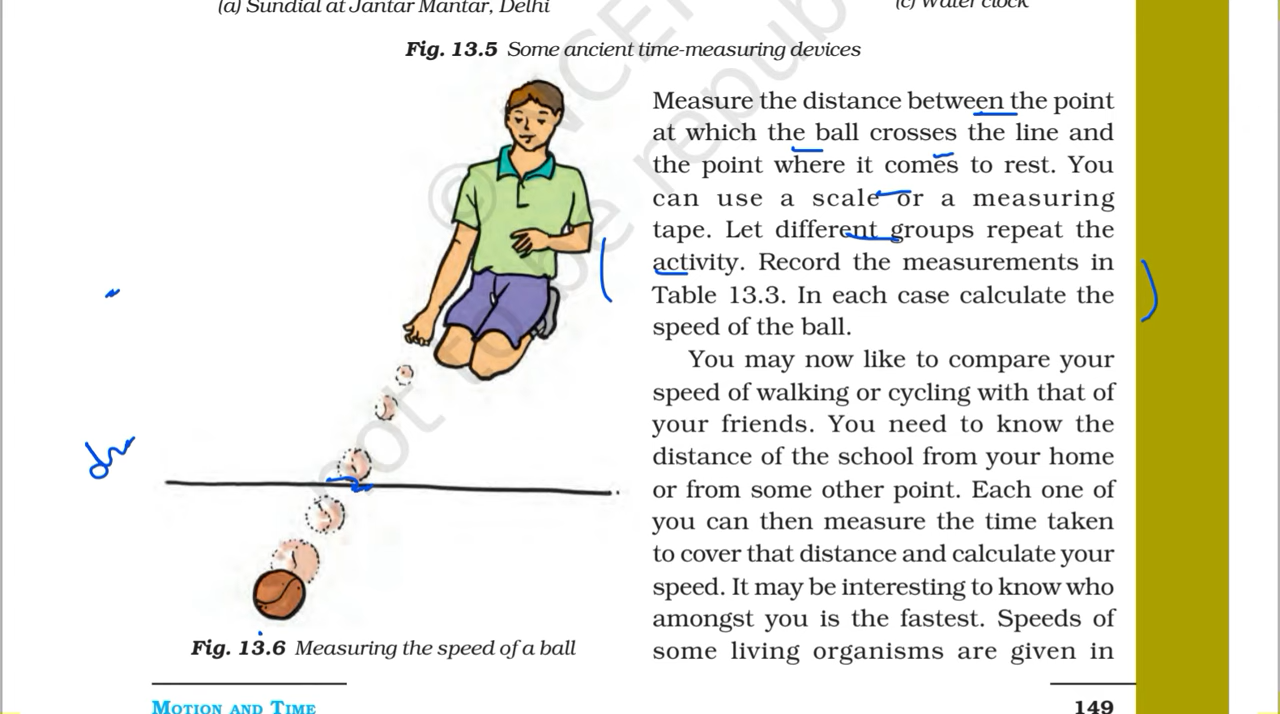 (a) Sundial at Jantar Mantar, Delhi
(c) Water clock
Fig. 13.5 Some ancient time-measuring devices
Measure the distance between the point
at which the ball crosses the line and
the point where it comes to rest. You
can use a scale or a measuring
tape. Let different groups repeat the
activity. Record the measurements in
Table 13.3. In each case calculate the
speed of the ball.
You may now like to compare your
speed of walking or cycling with that of
your friends. You need to know the
distance of the school from your home
or from some other point. Each one of
you can then measure the time taken
to cover that distance and calculate your
speed. It may be interesting to know who
amongst you is the fastest. Speeds of
some living organisms are given in
Fig. 13.6 Measuring the speed of a ball
MOTION AND TIME
149
© NCE
not to be repub